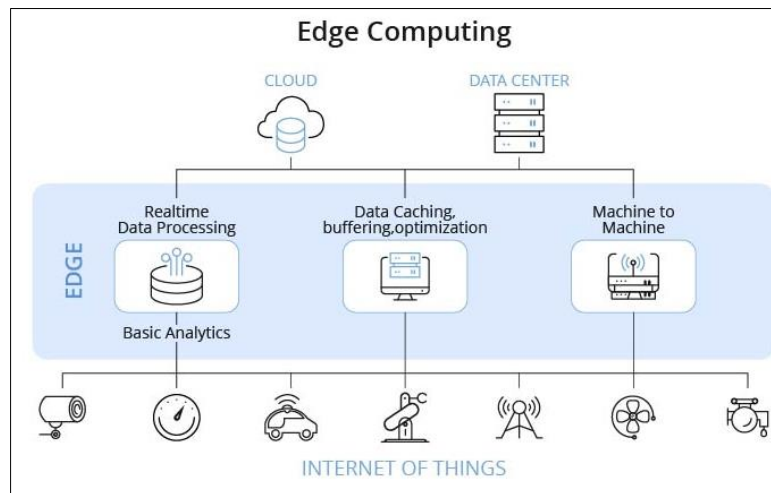 Edge Computing
CLOUD
DATA CENTER
Realtime
Data Processing
Data Caching,
buffering,optimization
Machine to
Machine
EDGE
Basic Analytics
INTERNET OF THINGS